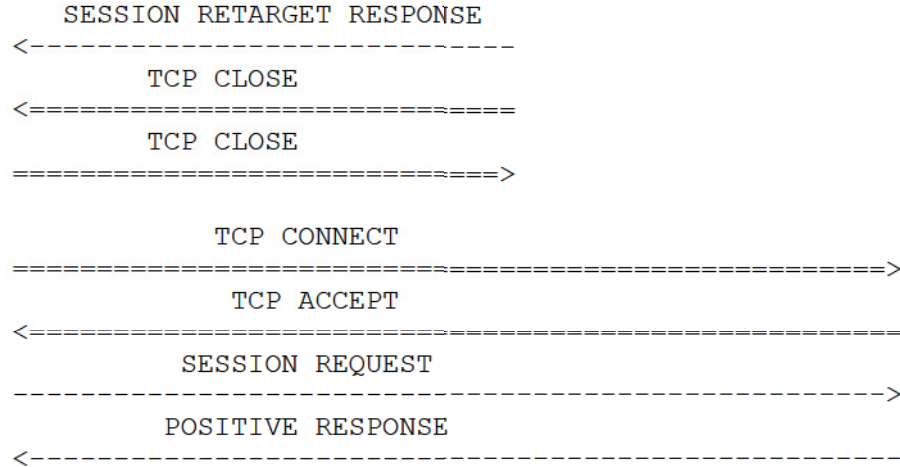 SESSION RETARGET RESPONSE
<------------------------------
TCP CLOSE
<=============================
TCP CLOSE
=============================>
TCP CONNECT
====================================================>
TCP ACCEPT
<====================================================
SESSION REQUEST
---------------------------------------------------->
POSITIVE RESPONSE
<----------------------------------------------------